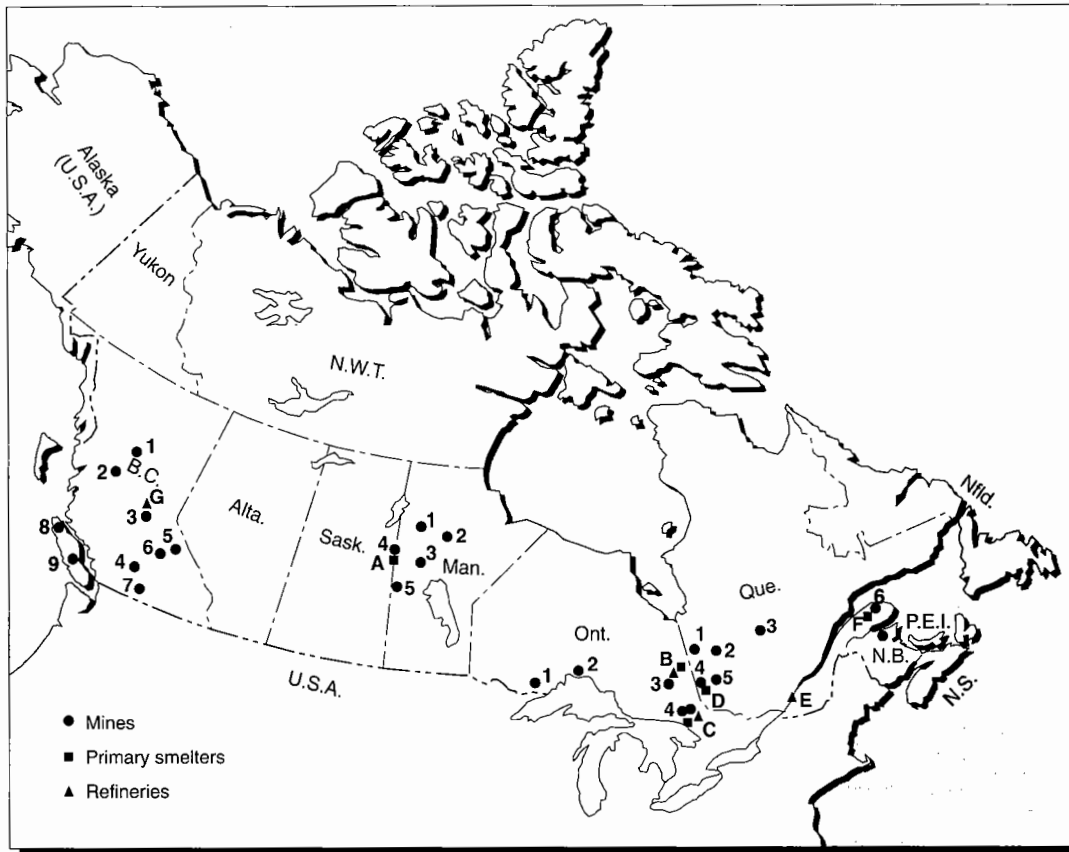 Alaska
(U.S.A.)
Yukon
N.W.T.
1
2
B.C.
G
3
8
9
4
6
5
7
Alta.
Sask.
4
A
1
2
3
Man.
5
Ont.
1
2
B
3
4
C
Que.
1
2
3
4
5
D
E
6
F
P.E.I.
N.B.
N.S.
Nfld.
U.S.A.
Mines
Primary smelters
Refineries